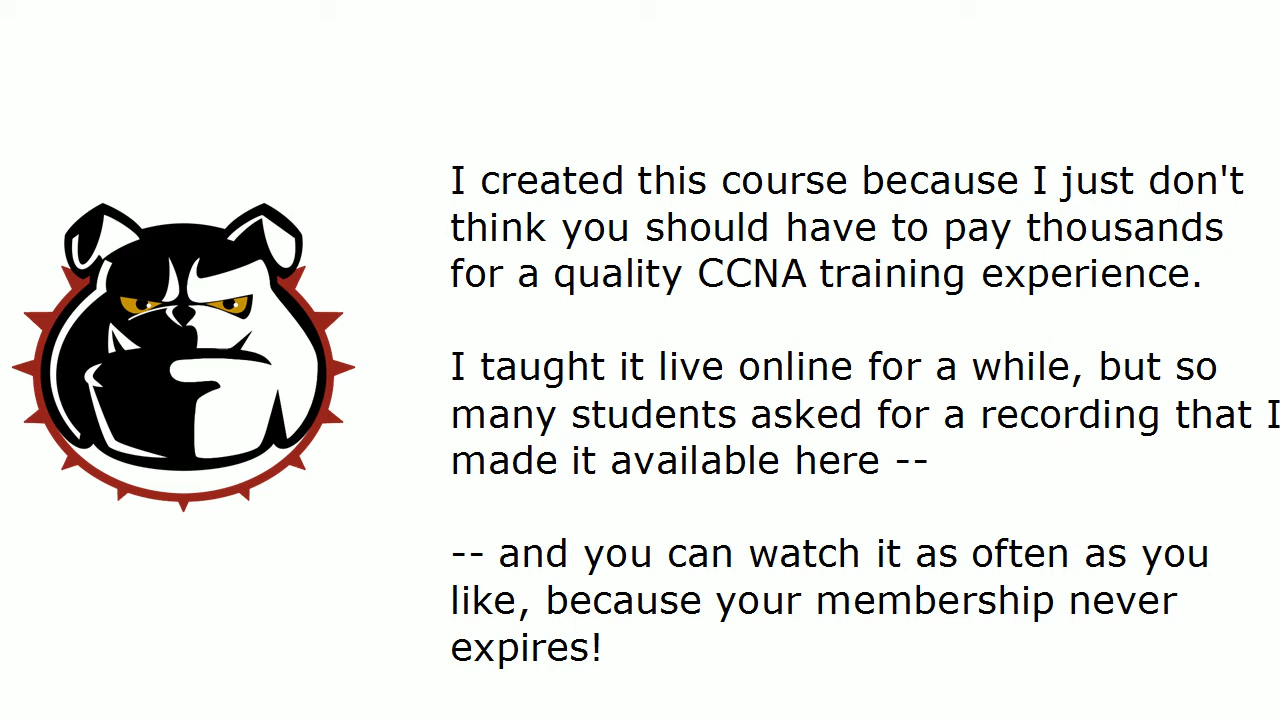 I created this course because I just don't
think you should have to pay thousands
for a quality CCNA training experience.
I taught it live online for a while, but so
many students asked for a recording that I
made it available here --
-- and you can watch it as often as you
like, because your membership never
expires!